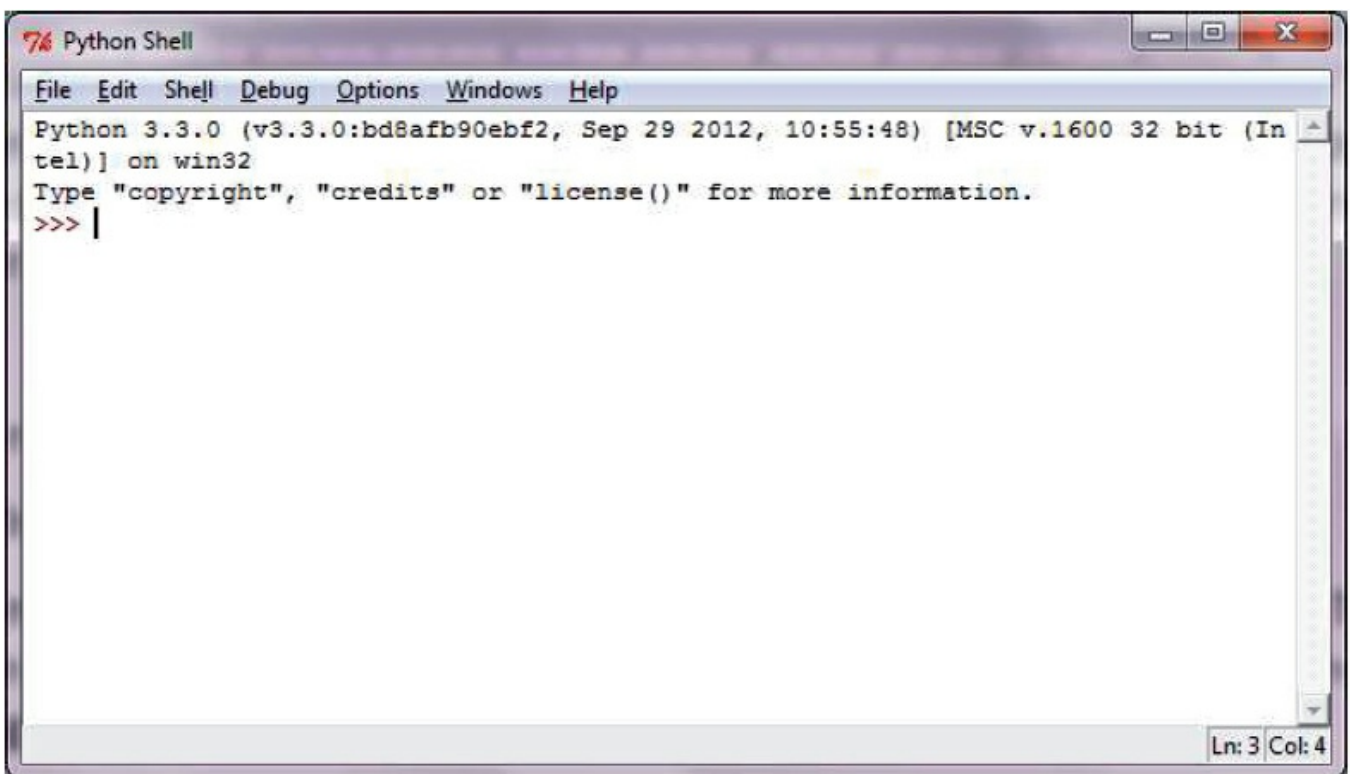 Python Shell
File Edit Shell Debug Options Windows Help
Python 3.3.0 (v3.3.0:bd8afb90ebf2, Sep 29 2012, 10:55:48) [MSC v.1600 32 bit (In
tel)] on win32
Type "copyright", "credits" or "license()" for more information.
>>>
Ln: 3 Col: 4